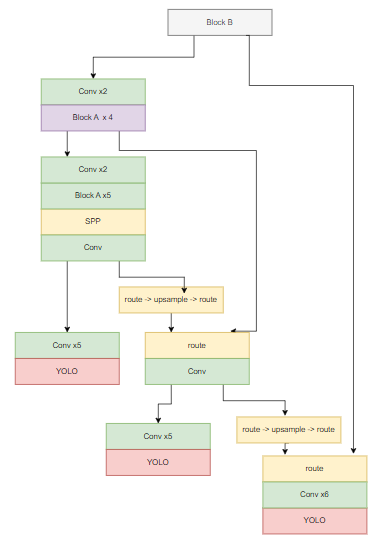 Block B
Conv x2
Block A  x 4
Conv x2
Block A x5
SPP
Conv
route -> upsample -> route
Conv x5
YOLO
route
Conv
Conv x5
YOLO
route -> upsample -> route
route
Conv x6
YOLO